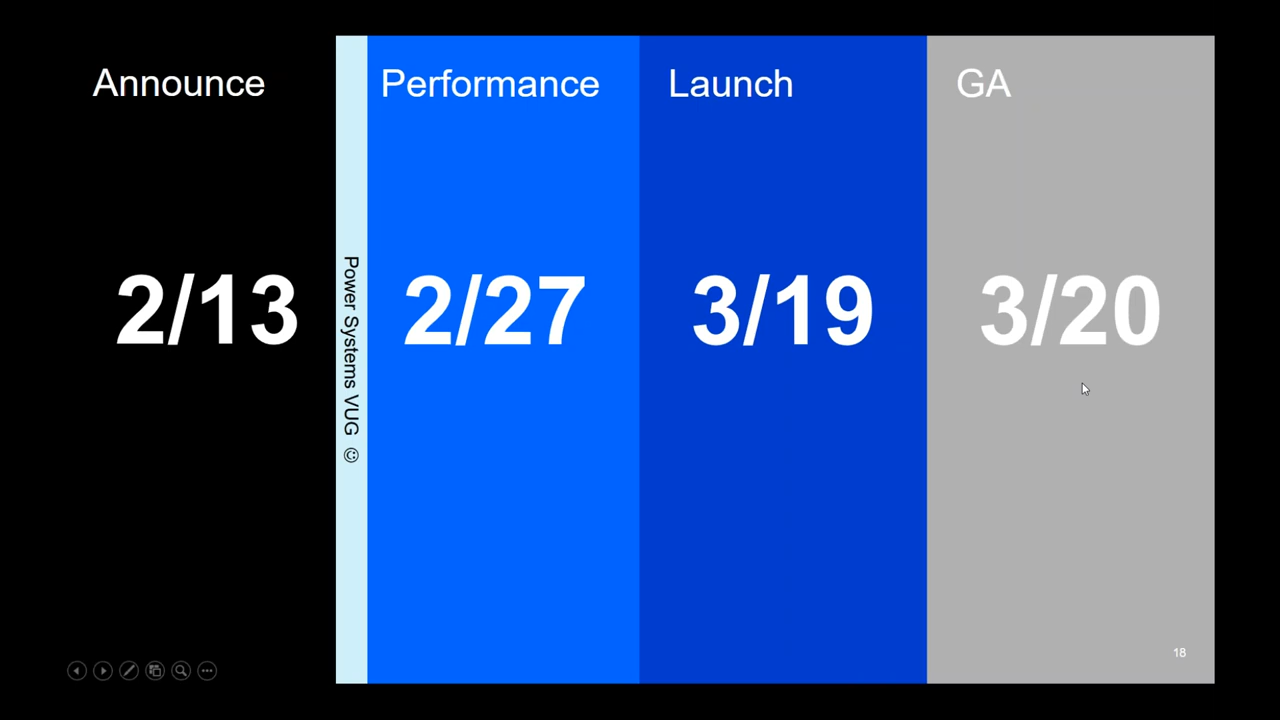 Announce
Performance
Launch
GA
2/13
Power Systems VUG ☺
2/27
3/19
3/20
18